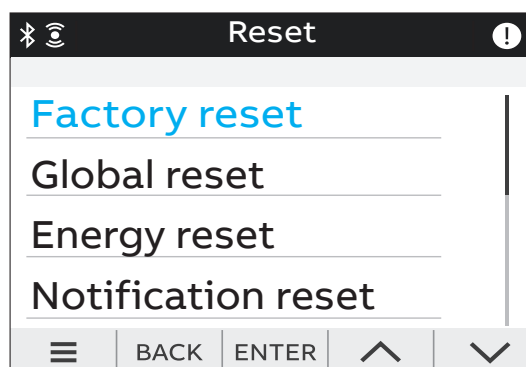 Reset
Factory reset
Global reset
Energy reset
Notification reset
BACK ENTER